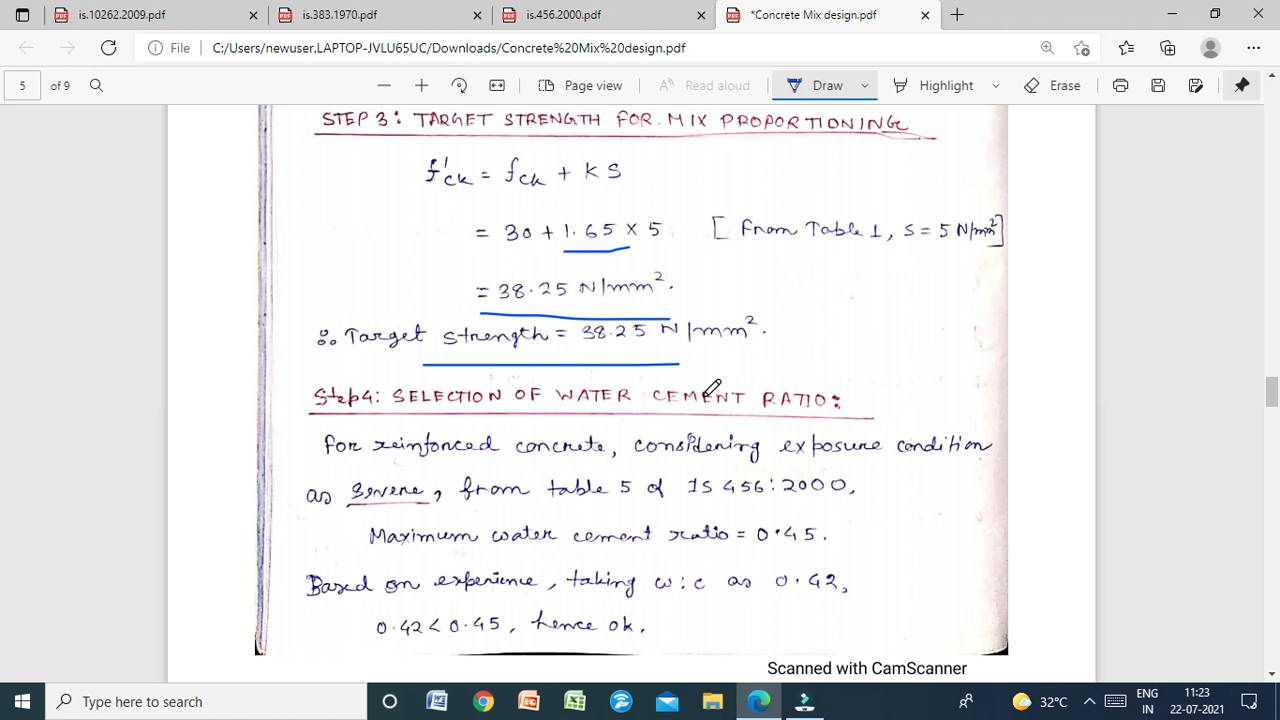 is.10262.2009.pdf
is.383.1970.pdf
is.456.2000.pdf
*Concrete Mix design.pdf
File
C:/Users/newuser.LAPTOP-JVLU65UC/Downloads/Concrete%20Mix%20design.pdf
5 of 9
Page view
Read aloud
Draw
Highlight
Erase
STEP 3: TARGET STRENGTH FOR MIX PROPORTIONING
f'ck = fck + K S
= 30 + 1.65 × 5 [From Table 1, S = 5 N/mm²]
= 38.25 N/mm².
∴ Target strength = 38.25 N/mm².
Step4: SELECTION OF WATER CEMENT RATIO:
For reinforced concrete, considering exposure condition
as Severe, from table 5 of IS 456:2000,
Maximum water cement ratio = 0.45.
Based on experience, taking w:c as 0.42,
0.42 < 0.45, hence ok.
Scanned with CamScanner
Type here to search
32°C
ENG
IN
11:23
22-07-2021